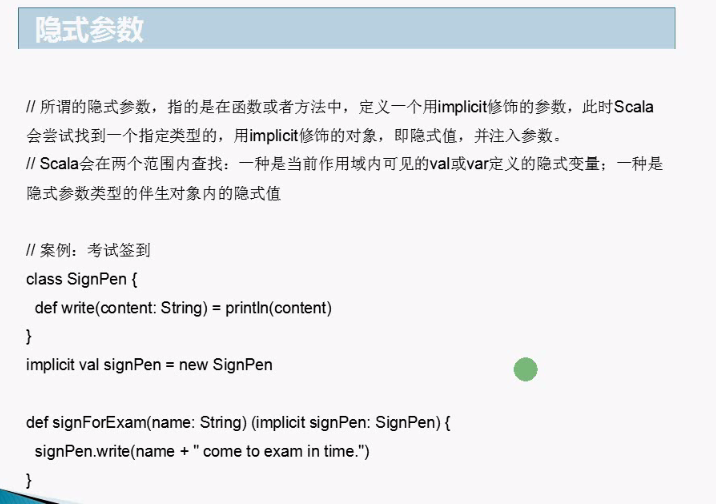 隐式参数
// 所谓的隐式参数，指的是在函数或者方法中，定义一个用implicit修饰的参数，此时Scala
会尝试找到一个指定类型的，用implicit修饰的对象，即隐式值，并注入参数。
// Scala会在两个范围内查找：一种是当前作用域内可见的val或var定义的隐式变量；一种是
隐式参数类型的伴生对象内的隐式值
// 案例：考试签到
class SignPen {
def write(content: String) = println(content)
}
implicit val signPen = new SignPen
def signForExam(name: String) (implicit signPen: SignPen) {
signPen.write(name + " come to exam in time.")
}